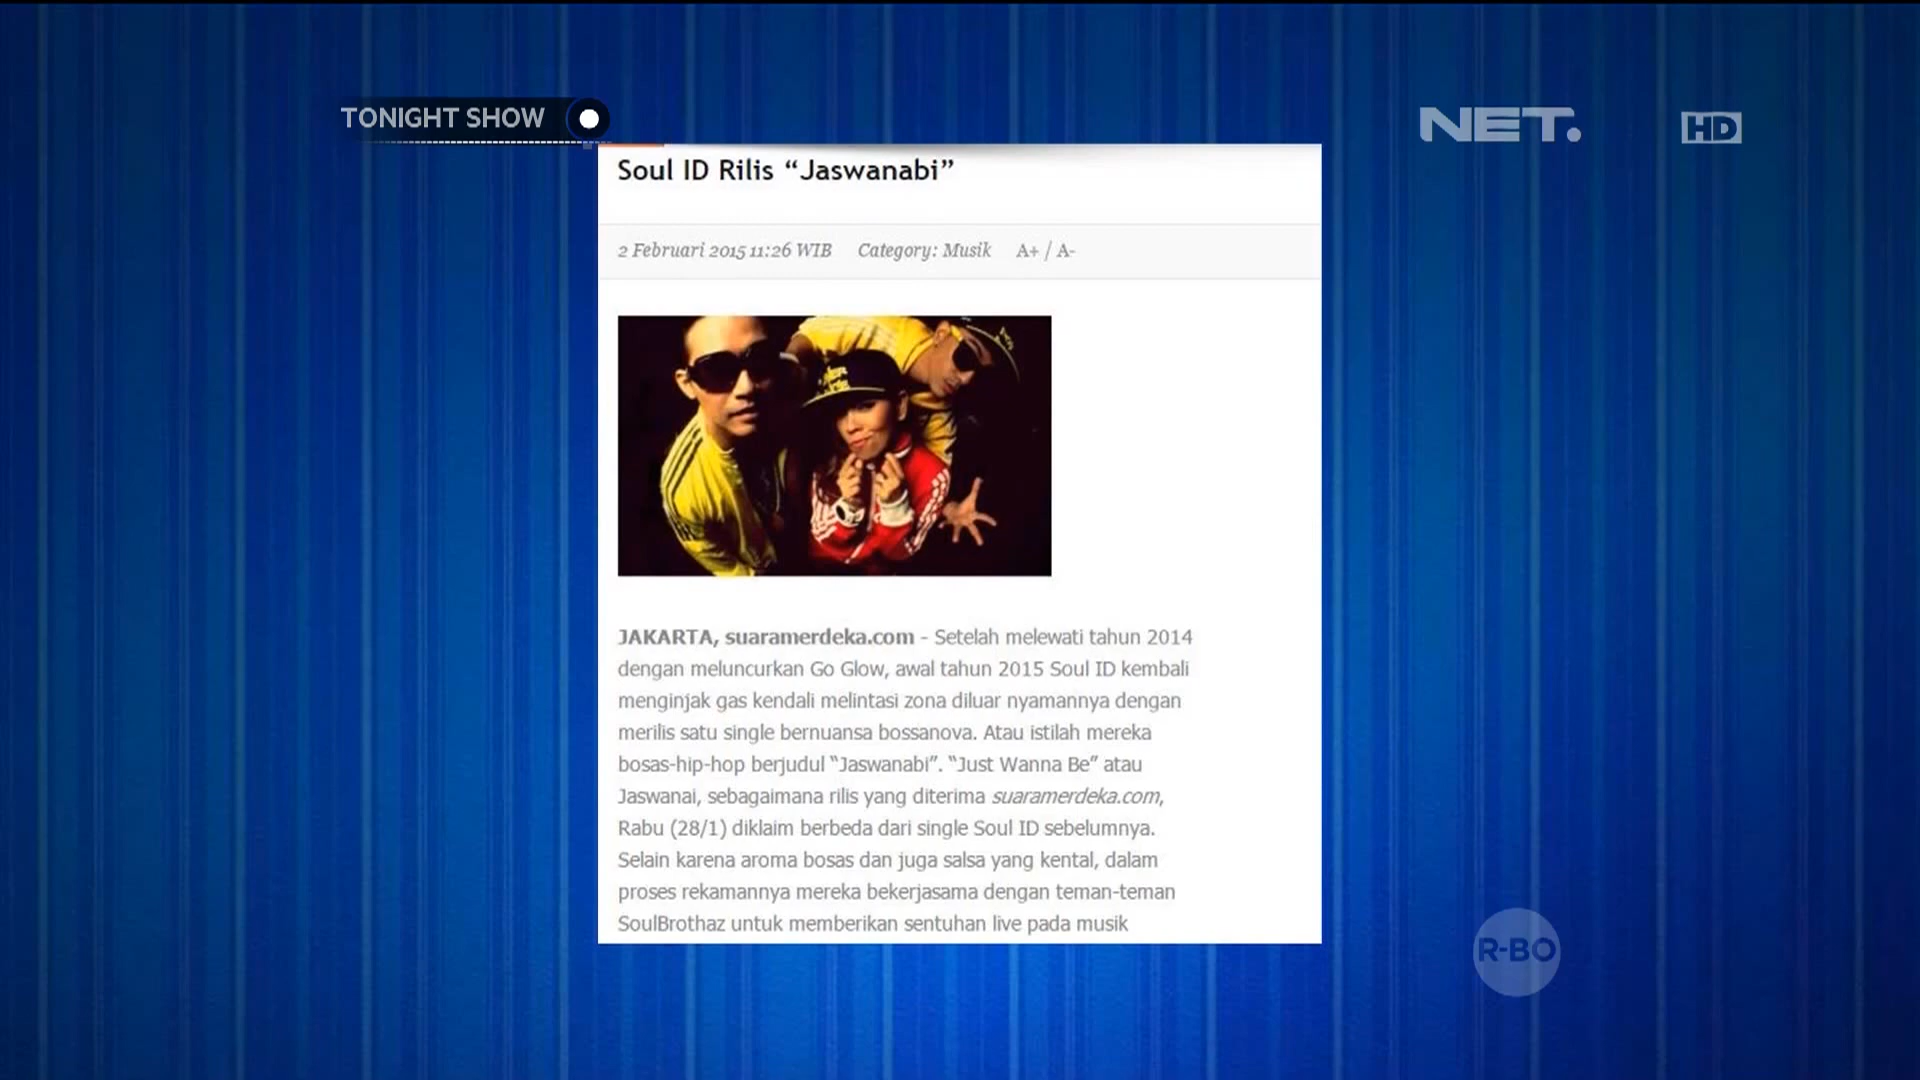 TONIGHT SHOW
NET.
HD
Soul ID Rilis “Jaswanabi”
2 Februari 2015 11:26 WIB Category: Musik A+ / A-
JAKARTA, suaramerdeka.com - Setelah melewati tahun 2014
dengan meluncurkan Go Glow, awal tahun 2015 Soul ID kembali
menginjak gas kendali melintasi zona diluar nyamannya dengan
merilis satu single bernuansa bossanova. Atau istilah mereka
bosas-hip-hop berjudul “Jaswanabi”. “Just Wanna Be” atau
Jaswanai, sebagaimana rilis yang diterima suaramerdeka.com,
Rabu (28/1) diklaim berbeda dari single Soul ID sebelumnya.
Selain karena aroma bosas dan juga salsa yang kental, dalam
proses rekamannya mereka bekerjasama dengan teman-teman
SoulBrothaz untuk memberikan sentuhan live pada musik
R-BO